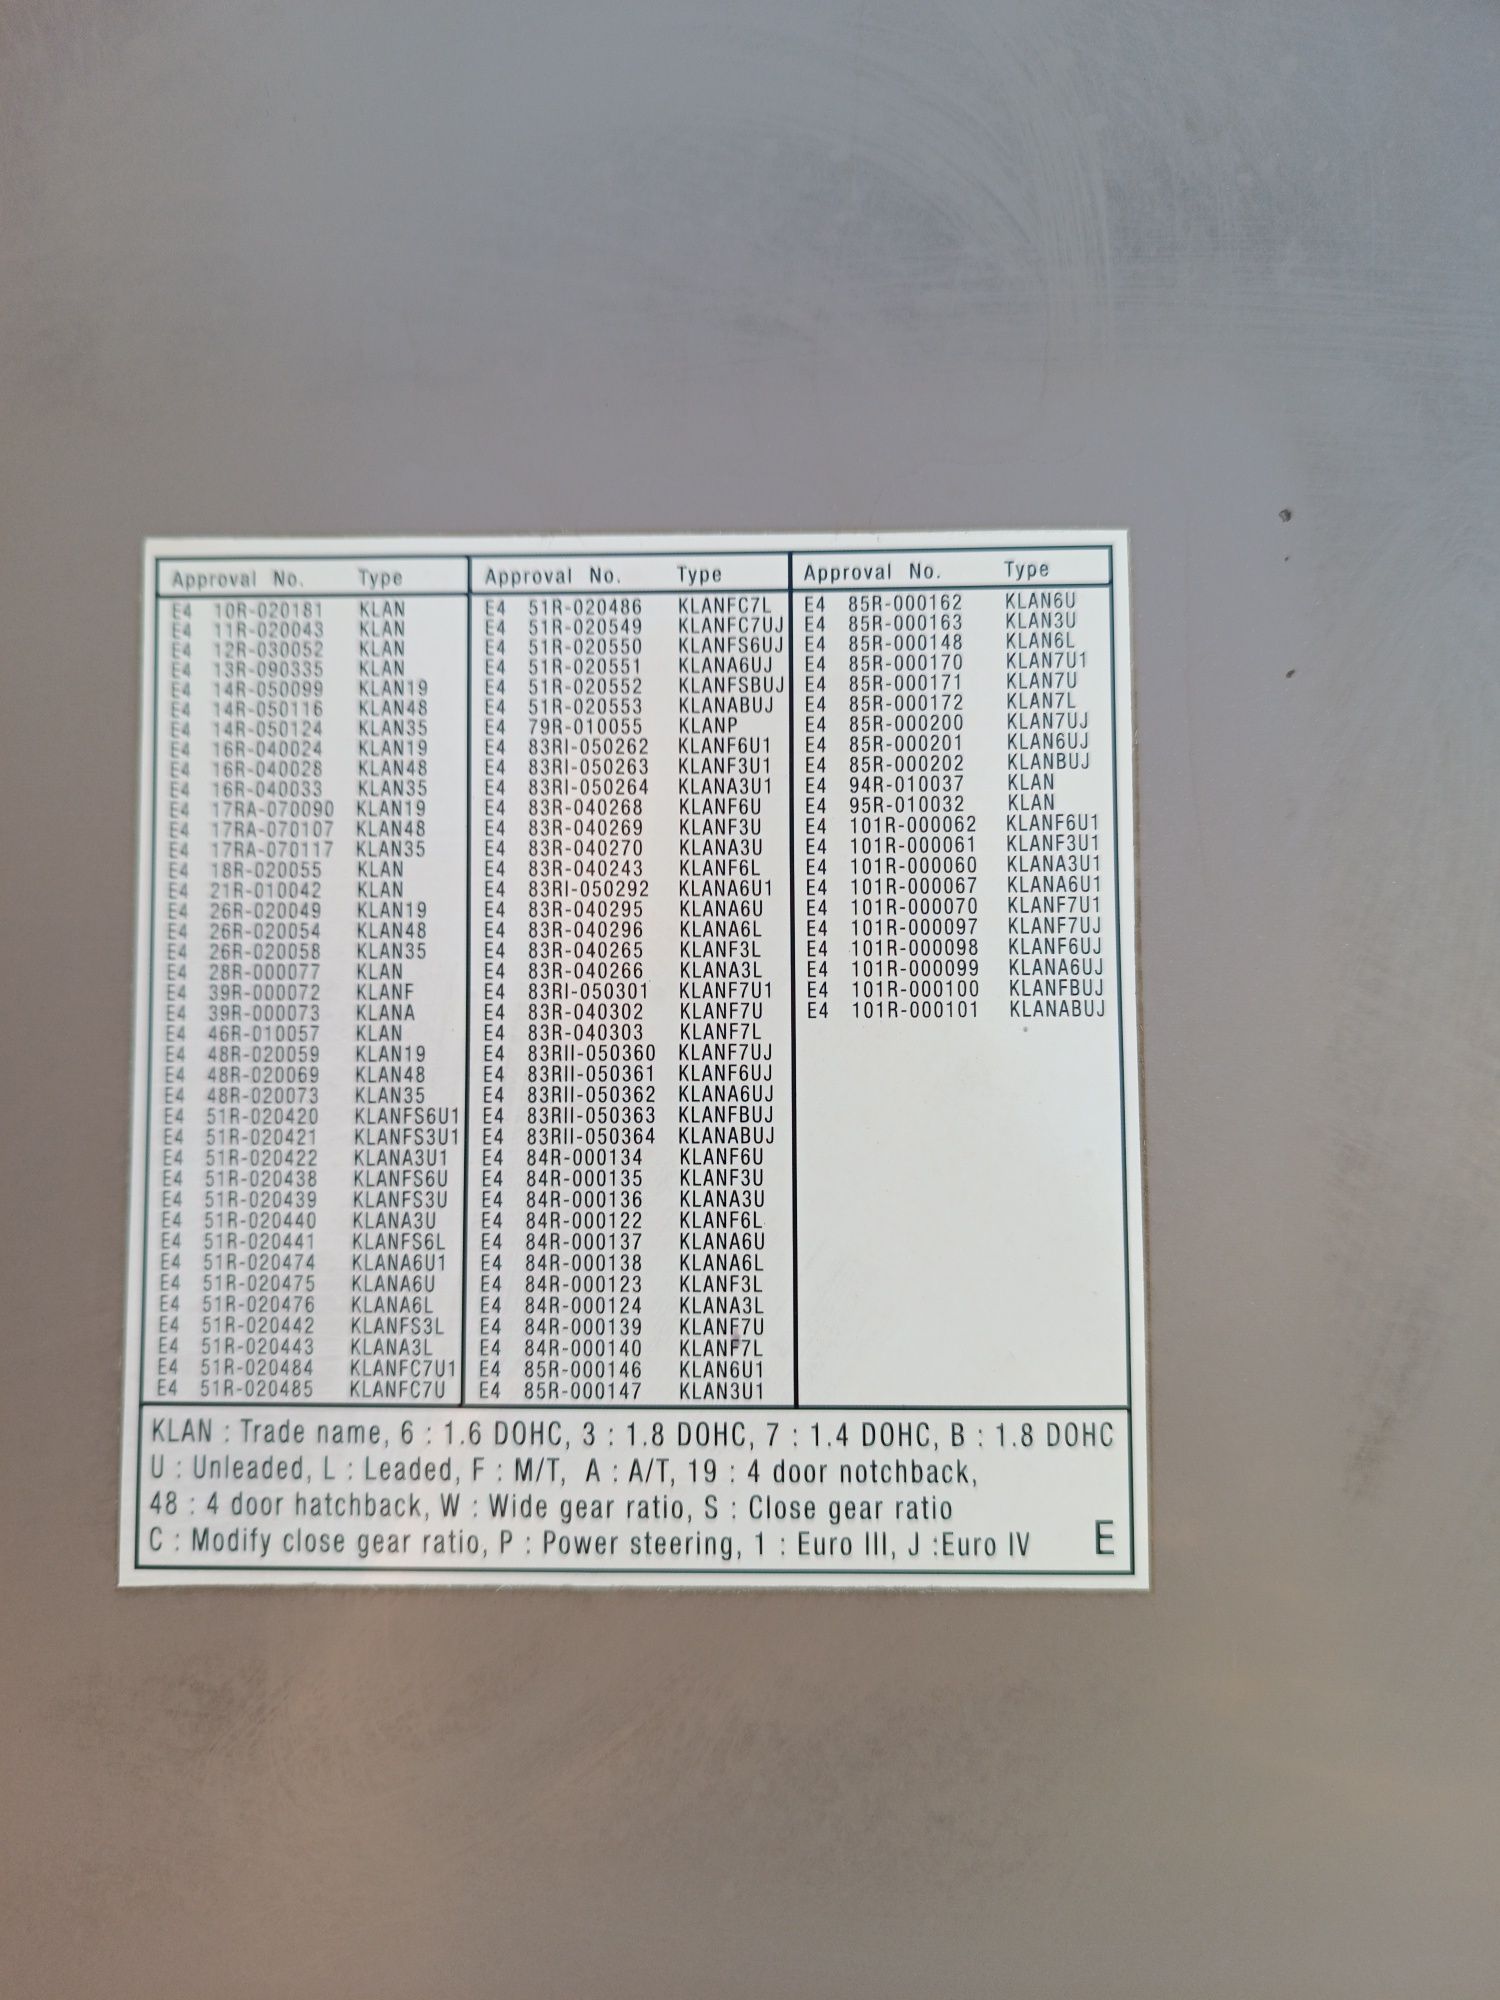 Approval No. Type
E4 10R-020181 KLAN
E4 11R-020043 KLAN
E4 12R-030052 KLAN
E4 13R-090335 KLAN
E4 14R-050099 KLAN19
E4 14R-050116 KLAN48
E4 14R-050124 KLAN35
E4 16R-040024 KLAN19
E4 16R-040028 KLAN48
E4 16R-040033 KLAN35
E4 17RA-070090 KLAN19
E4 17RA-070107 KLAN48
E4 17RA-070117 KLAN35
E4 18R-020055 KLAN
E4 21R-010042 KLAN
E4 26R-020049 KLAN19
E4 26R-020054 KLAN48
E4 26R-020058 KLAN35
E4 28R-000077 KLAN
E4 39R-000072 KLANF
E4 39R-000073 KLANA
E4 46R-010057 KLAN
E4 48R-020059 KLAN19
E4 48R-020069 KLAN48
E4 48R-020073 KLAN35
E4 51R-020420 KLANFS6U1
E4 51R-020421 KLANFS3U1
E4 51R-020422 KLANA3U1
E4 51R-020438 KLANFS6U
E4 51R-020439 KLANFS3U
E4 51R-020440 KLANA3U
E4 51R-020441 KLANFS6L
E4 51R-020474 KLANA6U1
E4 51R-020475 KLANA6U
E4 51R-020476 KLANA6L
E4 51R-020442 KLANFS3L
E4 51R-020443 KLANA3L
E4 51R-020484 KLANFC7U1
E4 51R-020485 KLANFC7U
Approval No. Type
E4 51R-020486 KLANFC7L
E4 51R-020549 KLANFC7UJ
E4 51R-020550 KLANFS6UJ
E4 51R-020551 KLANA6UJ
E4 51R-020552 KLANFSBUJ
E4 51R-020553 KLANABUJ
E4 79R-010055 KLANP
E4 83RI-050262 KLANF6U1
E4 83RI-050263 KLANF3U1
E4 83RI-050264 KLANA3U1
E4 83R-040268 KLANF6U
E4 83R-040269 KLANF3U
E4 83R-040270 KLANA3U
E4 83R-040243 KLANF6L
E4 83RI-050292 KLANA6U1
E4 83R-040295 KLANA6U
E4 83R-040296 KLANA6L
E4 83R-040265 KLANF3L
E4 83R-040266 KLANA3L
E4 83RI-050301 KLANF7U1
E4 83R-040302 KLANF7U
E4 83R-040303 KLANF7L
E4 83RII-050360 KLANF7UJ
E4 83RII-050361 KLANF6UJ
E4 83RII-050362 KLANA6UJ
E4 83RII-050363 KLANFBUJ
E4 83RII-050364 KLANABUJ
E4 84R-000134 KLANF6U
E4 84R-000135 KLANF3U
E4 84R-000136 KLANA3U
E4 84R-000122 KLANF6L
E4 84R-000137 KLANA6U
E4 84R-000138 KLANA6L
E4 84R-000123 KLANF3L
E4 84R-000124 KLANA3L
E4 84R-000139 KLANF7U
E4 84R-000140 KLANF7L
E4 85R-000146 KLAN6U1
E4 85R-000147 KLAN3U1
Approval No. Type
E4 85R-000162 KLAN6U
E4 85R-000163 KLAN3U
E4 85R-000148 KLAN6L
E4 85R-000170 KLAN7U1
E4 85R-000171 KLAN7U
E4 85R-000172 KLAN7L
E4 85R-000200 KLAN7UJ
E4 85R-000201 KLAN6UJ
E4 85R-000202 KLANBUJ
E4 94R-010037 KLAN
E4 95R-010032 KLAN
E4 101R-000062 KLANF6U1
E4 101R-000061 KLANF3U1
E4 101R-000060 KLANA3U1
E4 101R-000067 KLANA6U1
E4 101R-000070 KLANF7U1
E4 101R-000097 KLANF7UJ
E4 101R-000098 KLANF6UJ
E4 101R-000099 KLANA6UJ
E4 101R-000100 KLANFBUJ
E4 101R-000101 KLANABUJ
KLAN : Trade name, 6 : 1.6 DOHC, 3 : 1.8 DOHC, 7 : 1.4 DOHC, B : 1.8 DOHC
U : Unleaded, L : Leaded, F : M/T, A : A/T, 19 : 4 door notchback,
48 : 4 door hatchback, W : Wide gear ratio, S : Close gear ratio
C : Modify close gear ratio, P : Power steering, 1 : Euro III, J :Euro IV E